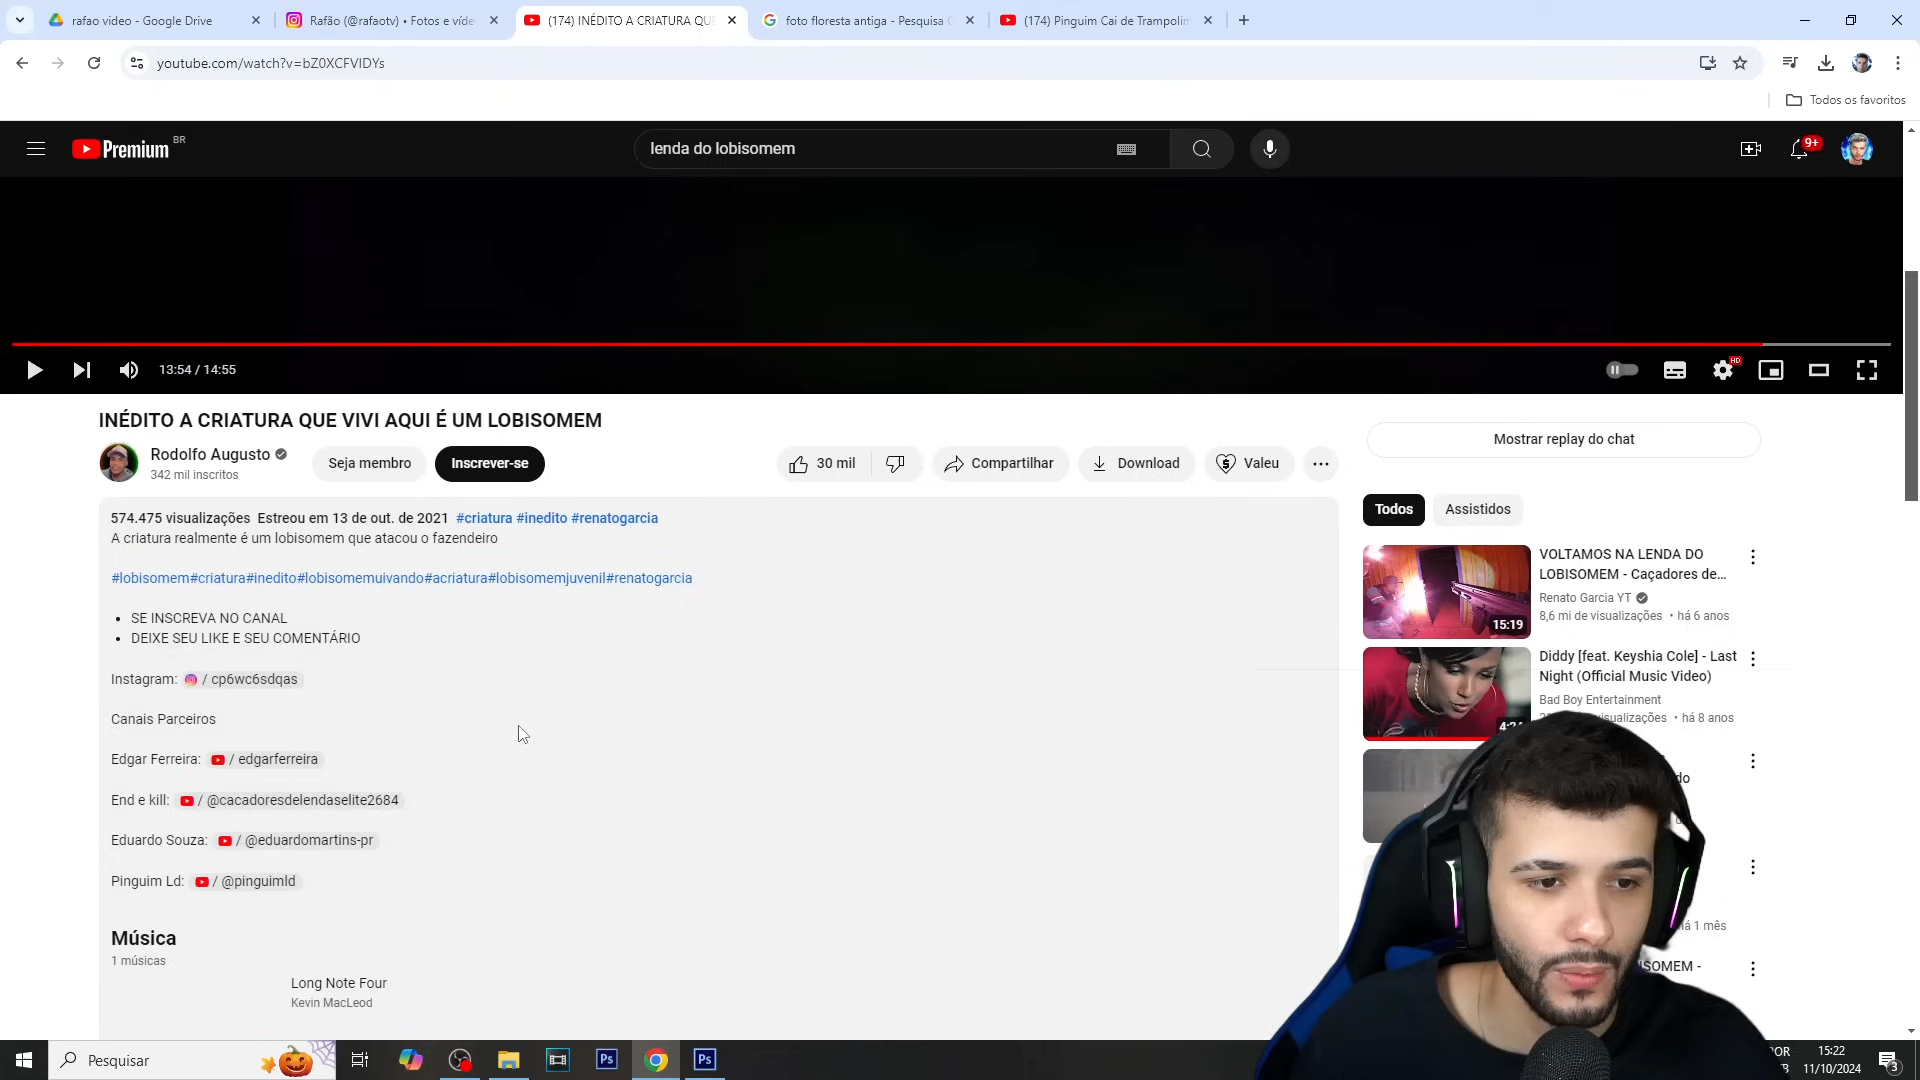 rafao video - Google Drive
Rafão (@rafaotv) • Fotos e víde
(174) INÉDITO A CRIATURA QU
foto floresta antiga - Pesquisa
(174) Pinguim Cai de Trampolin
youtube.com/watch?v=bZ0XCFVIDYs
Todos os favoritos
Premium BR
lenda do lobisomem
9+
13:54 / 14:55
HD
INÉDITO A CRIATURA QUE VIVI AQUI É UM LOBISOMEM
Rodolfo Augusto
342 mil inscritos
Seja membro
Inscrever-se
30 mil
Compartilhar
Download
Valeu
Mostrar replay do chat
574.475 visualizações Estreou em 13 de out. de 2021 #criatura #inedito #renatogarcia
A criatura realmente é um lobisomem que atacou o fazendeiro
#lobisomem#criatura#inedito#lobisomemuivando#acriatura#lobisomemjuvenil#renatogarcia
• SE INSCREVA NO CANAL
• DEIXE SEU LIKE E SEU COMENTÁRIO
Instagram: / cp6wc6sdqas
Canais Parceiros
Edgar Ferreira: / edgarferreira
End e kill: / @cacadoresdelendaselite2684
Eduardo Souza: / @eduardomartins-pr
Pinguim Ld: / @pinguimld
Música
1 músicas
Long Note Four
Kevin MacLeod
Todos
Assistidos
VOLTAMOS NA LENDA DO
LOBISOMEM - Caçadores de...
Renato Garcia YT
8,6 mi de visualizações • há 6 anos
15:19
Diddy [feat. Keyshia Cole] - Last
Night (Official Music Video)
Bad Boy Entertainment
visualizações • há 8 anos
do
há 1 mês
SOMEM -
Pesquisar
Ps
Ps
POR
15:22
11/10/2024
3